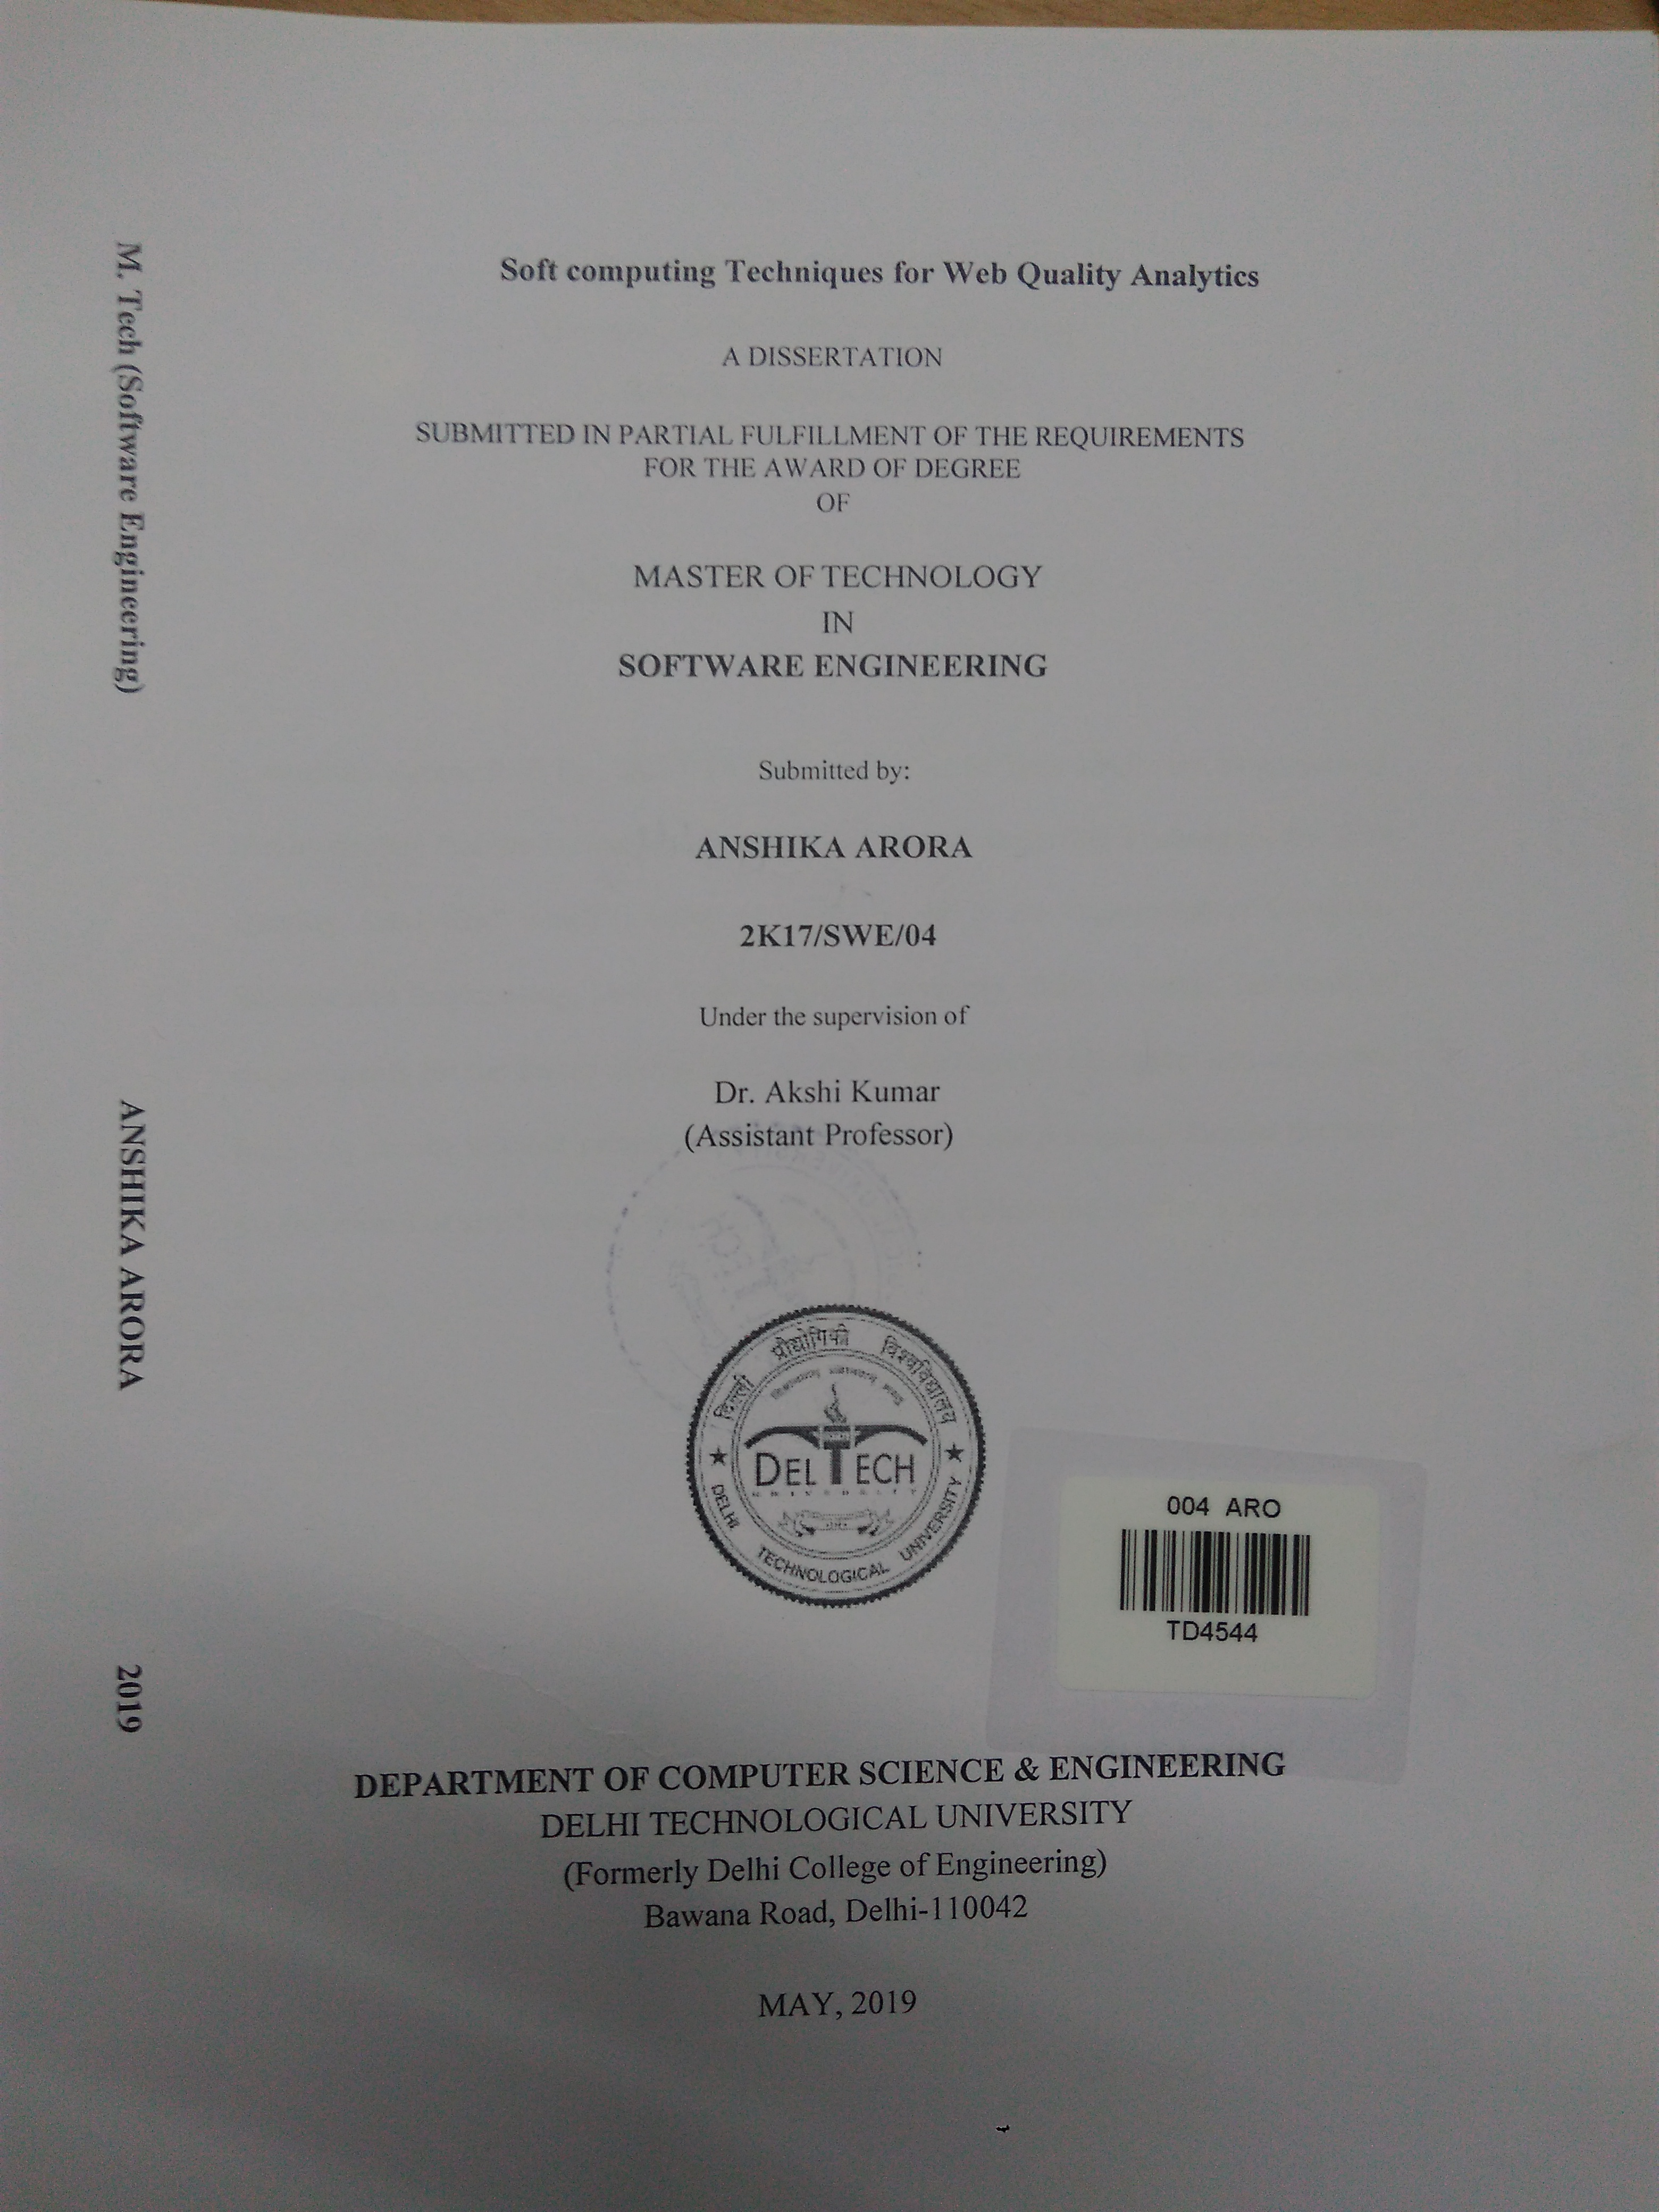 Soft computing Techniques for Web Quality Analytics
A DISSERTATION
SUBMITTED IN PARTIAL FULFILLMENT OF THE REQUIREMENTS
FOR THE AWARD OF DEGREE
OF
MASTER OF TECHNOLOGY
IN
SOFTWARE ENGINEERING
Submitted by:
ANSHIKA ARORA
2K17/SWE/04
Under the supervision of
Dr. Akshi Kumar
(Assistant Professor)
दिल्ली प्रौद्योगिकी विश्वविद्यालय
DELTECH
UNIVERSITY
DELHI TECHNOLOGICAL UNIVERSITY
004 ARO
TD4544
DEPARTMENT OF COMPUTER SCIENCE & ENGINEERING
DELHI TECHNOLOGICAL UNIVERSITY
(Formerly Delhi College of Engineering)
Bawana Road, Delhi-110042
MAY, 2019
M. Tech (Software Engineering)
ANSHIKA ARORA
2019